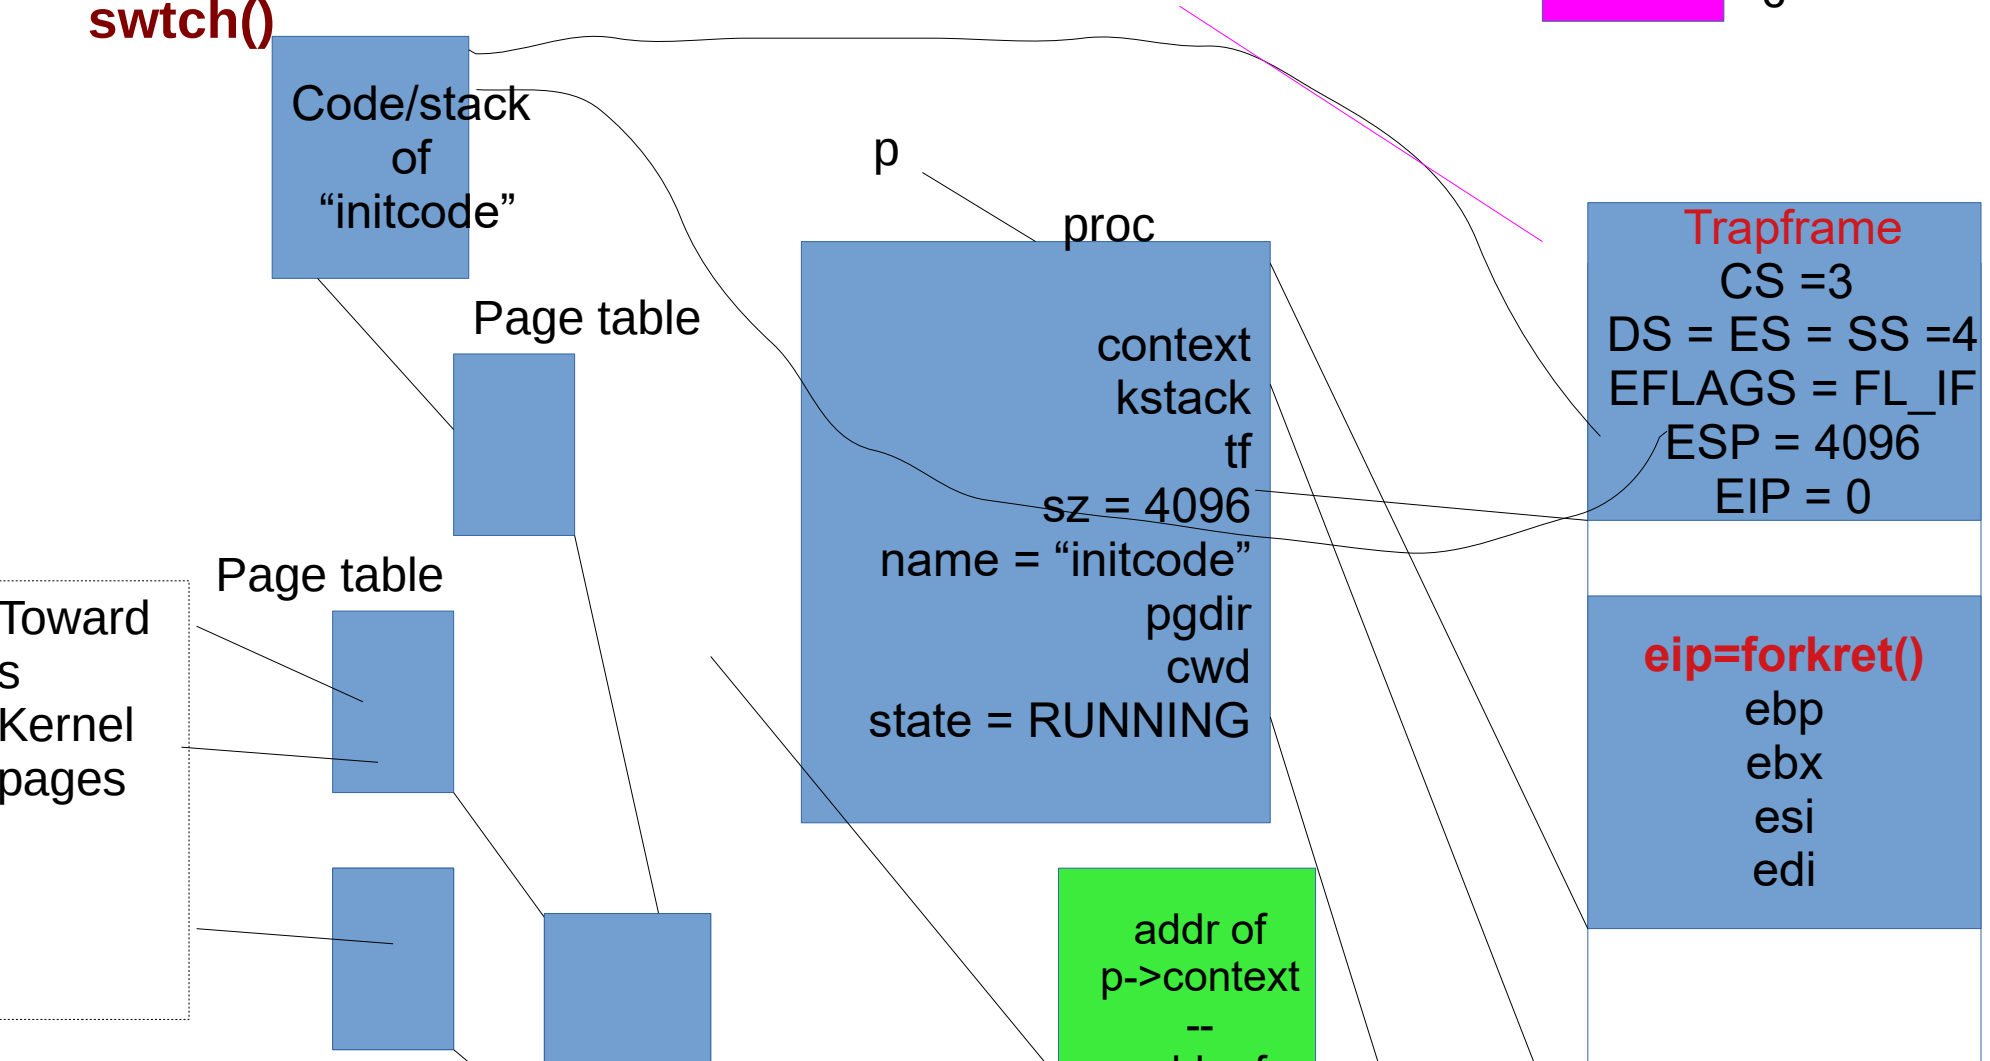 swtch()
Code/stack
of
“initcode”
p
proc
Page table
context
kstack
tf
sz = 4096
name = “initcode”
pgdir
cwd
state = RUNNING
Trapframe
CS =3
DS = ES = SS =4
EFLAGS = FL_IF
ESP = 4096
EIP = 0
Page table
Toward
s
Kernel
pages
eip=forkret()
ebp
ebx
esi
edi
addr of
p->context
--